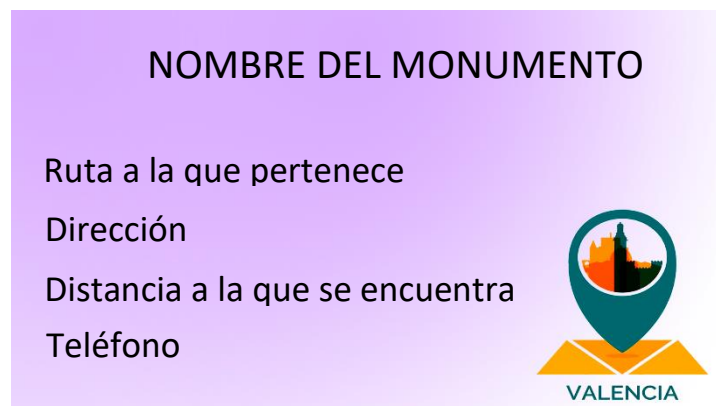 NOMBRE DEL MONUMENTO
Ruta a la que pertenece
Dirección
Distancia a la que se encuentra
Teléfono
VALENCIA